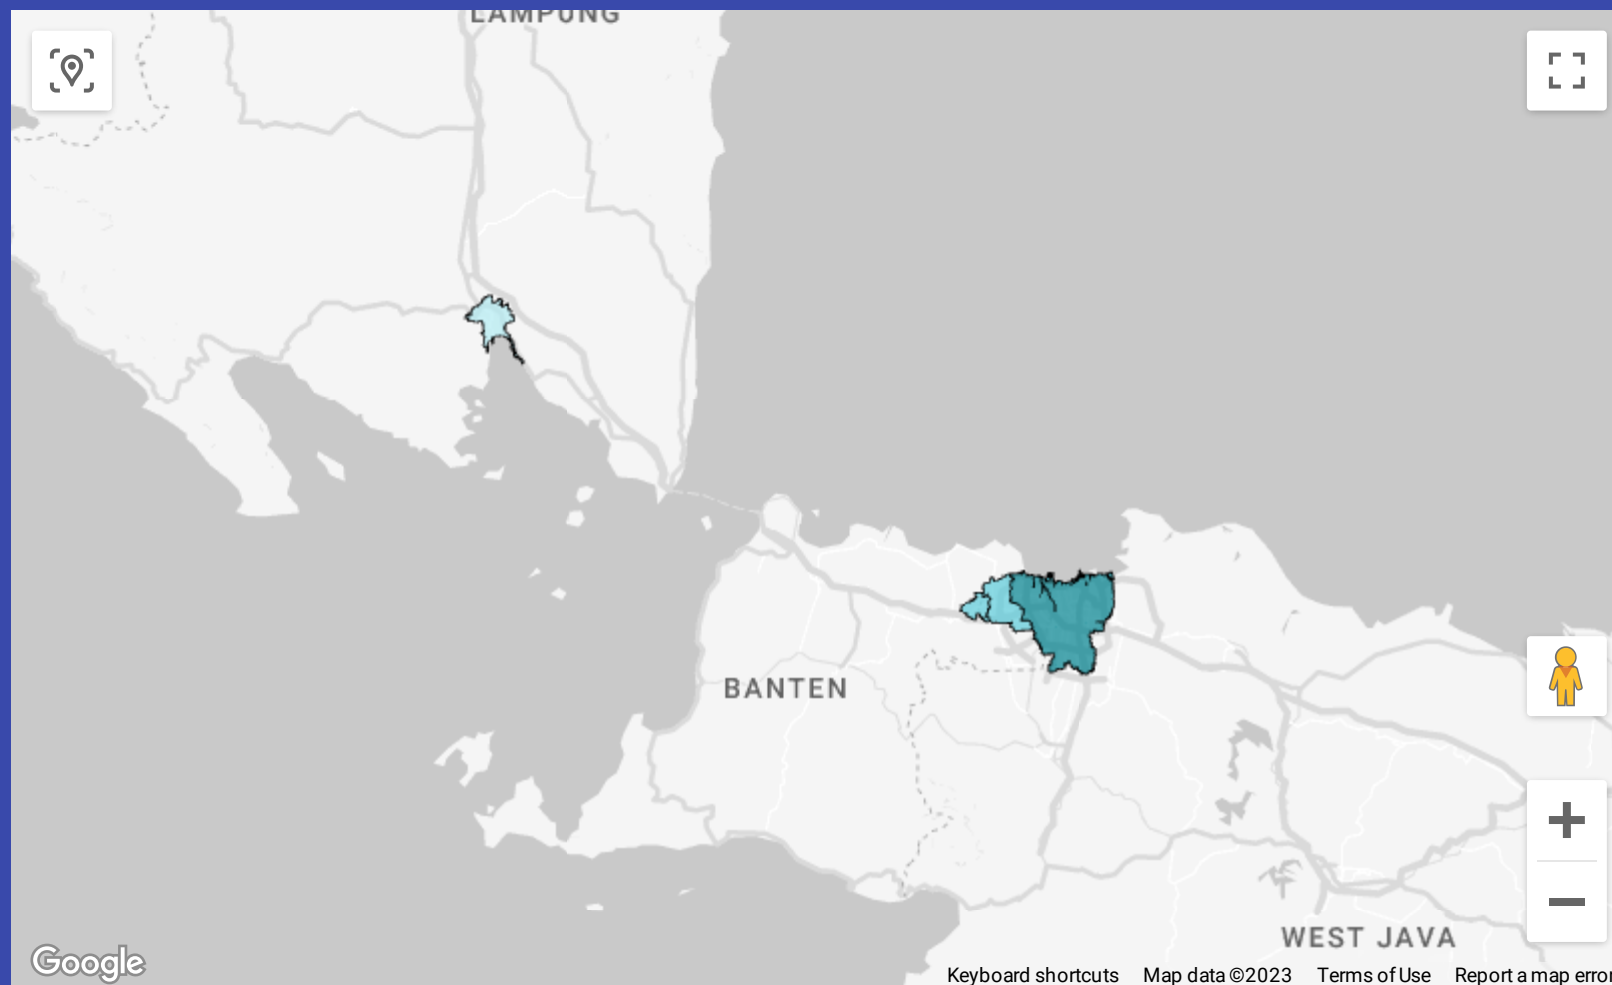 LAMPUNG
BANTEN
WEST JAVA
Google
Keyboard shortcuts Map data ©2023 Terms of Use Report a map error